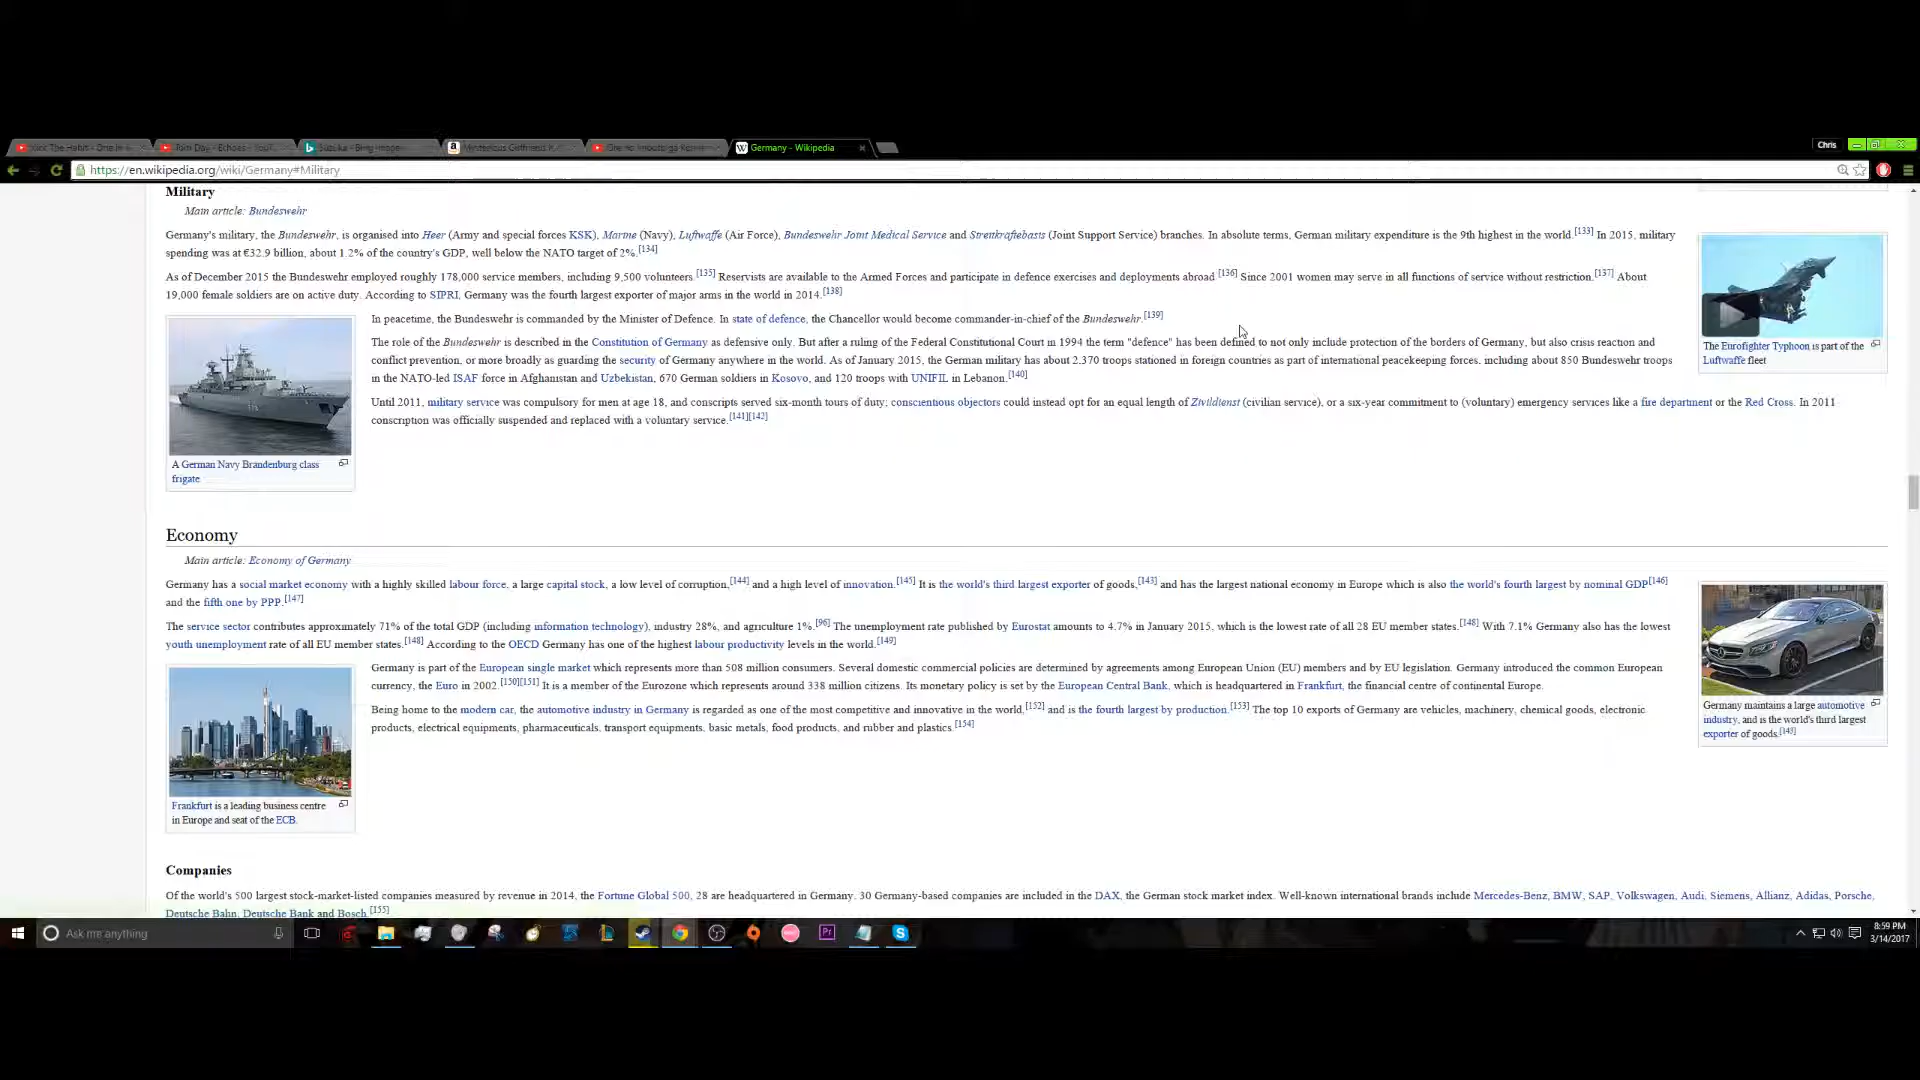 Kick The Habit - One in
Rain Day - Echoes - YouT
- Bing Image
Mysterious Girlfriend X
Germany - Wikipedia
Chris
https://en.wikipedia.org/wiki/Germany#Military
Military
Main article: Bundeswehr
Germany's military, the Bundeswehr, is organised into Heer (Army and special forces KSK), Marine (Navy), Luftwaffe (Air Force), Bundeswehr Joint Medical Service and Streitkräftebasis (Joint Support Service) branches. In absolute terms, German military expenditure is the 9th highest in the world.[133] In 2015, military
spending was at €32.9 billion, about 1.2% of the country's GDP, well below the NATO target of 2%.[134]
As of December 2015 the Bundeswehr employed roughly 178,000 service members, including 9,500 volunteers.[135] Reservists are available to the Armed Forces and participate in defence exercises and deployments abroad.[136] Since 2001 women may serve in all functions of service without restriction.[137] About
19,000 female soldiers are on active duty. According to SIPRI, Germany was the fourth largest exporter of major arms in the world in 2014.[138]
In peacetime, the Bundeswehr is commanded by the Minister of Defence. In state of defence, the Chancellor would become commander-in-chief of the Bundeswehr.[139]
The role of the Bundeswehr is described in the Constitution of Germany as defensive only. But after a ruling of the Federal Constitutional Court in 1994 the term "defence" has been defined to not only include protection of the borders of Germany, but also crisis reaction and
conflict prevention, or more broadly as guarding the security of Germany anywhere in the world. As of January 2015, the German military has about 2.370 troops stationed in foreign countries as part of international peacekeeping forces, including about 850 Bundeswehr troops
in the NATO-led ISAF force in Afghanistan and Uzbekistan, 670 German soldiers in Kosovo, and 120 troops with UNIFIL in Lebanon.[140]
Until 2011, military service was compulsory for men at age 18, and conscripts served six-month tours of duty; conscientious objectors could instead opt for an equal length of Zivildienst (civilian service), or a six-year commitment to (voluntary) emergency services like a fire department or the Red Cross. In 2011
conscription was officially suspended and replaced with a voluntary service.[141][142]
The Eurofighter Typhoon is part of the
Luftwaffe fleet
A German Navy Brandenburg class
frigate
Economy
Main article: Economy of Germany
Germany has a social market economy with a highly skilled labour force, a large capital stock, a low level of corruption,[144] and a high level of innovation.[145] It is the world's third largest exporter of goods,[143] and has the largest national economy in Europe which is also the world's fourth largest by nominal GDP[146]
and the fifth one by PPP.[147]
The service sector contributes approximately 71% of the total GDP (including information technology), industry 28%, and agriculture 1%.[96] The unemployment rate published by Eurostat amounts to 4.7% in January 2015, which is the lowest rate of all 28 EU member states.[148] With 7.1% Germany also has the lowest
youth unemployment rate of all EU member states.[148] According to the OECD Germany has one of the highest labour productivity levels in the world.[149]
Germany is part of the European single market which represents more than 508 million consumers. Several domestic commercial policies are determined by agreements among European Union (EU) members and by EU legislation. Germany introduced the common European
currency, the Euro in 2002.[150][151] It is a member of the Eurozone which represents around 338 million citizens. Its monetary policy is set by the European Central Bank, which is headquartered in Frankfurt, the financial centre of continental Europe.
Being home to the modern car, the automotive industry in Germany is regarded as one of the most competitive and innovative in the world,[152] and is the fourth largest by production.[153] The top 10 exports of Germany are vehicles, machinery, chemical goods, electronic
products, electrical equipments, pharmaceuticals, transport equipments, basic metals, food products, and rubber and plastics.[154]
Germany maintains a large automotive
industry, and is the world's third largest
exporter of goods.[143]
Frankfurt is a leading business centre
in Europe and seat of the ECB.
Companies
Of the world's 500 largest stock-market-listed companies measured by revenue in 2014, the Fortune Global 500, 28 are headquartered in Germany. 30 Germany-based companies are included in the DAX, the German stock market index. Well-known international brands include Mercedes-Benz, BMW, SAP, Volkswagen, Audi, Siemens, Allianz, Adidas, Porsche,
Deutsche Bahn, Deutsche Bank and Bosch.[155]
Ask me anything
Pr
8:59 PM
3/14/2017